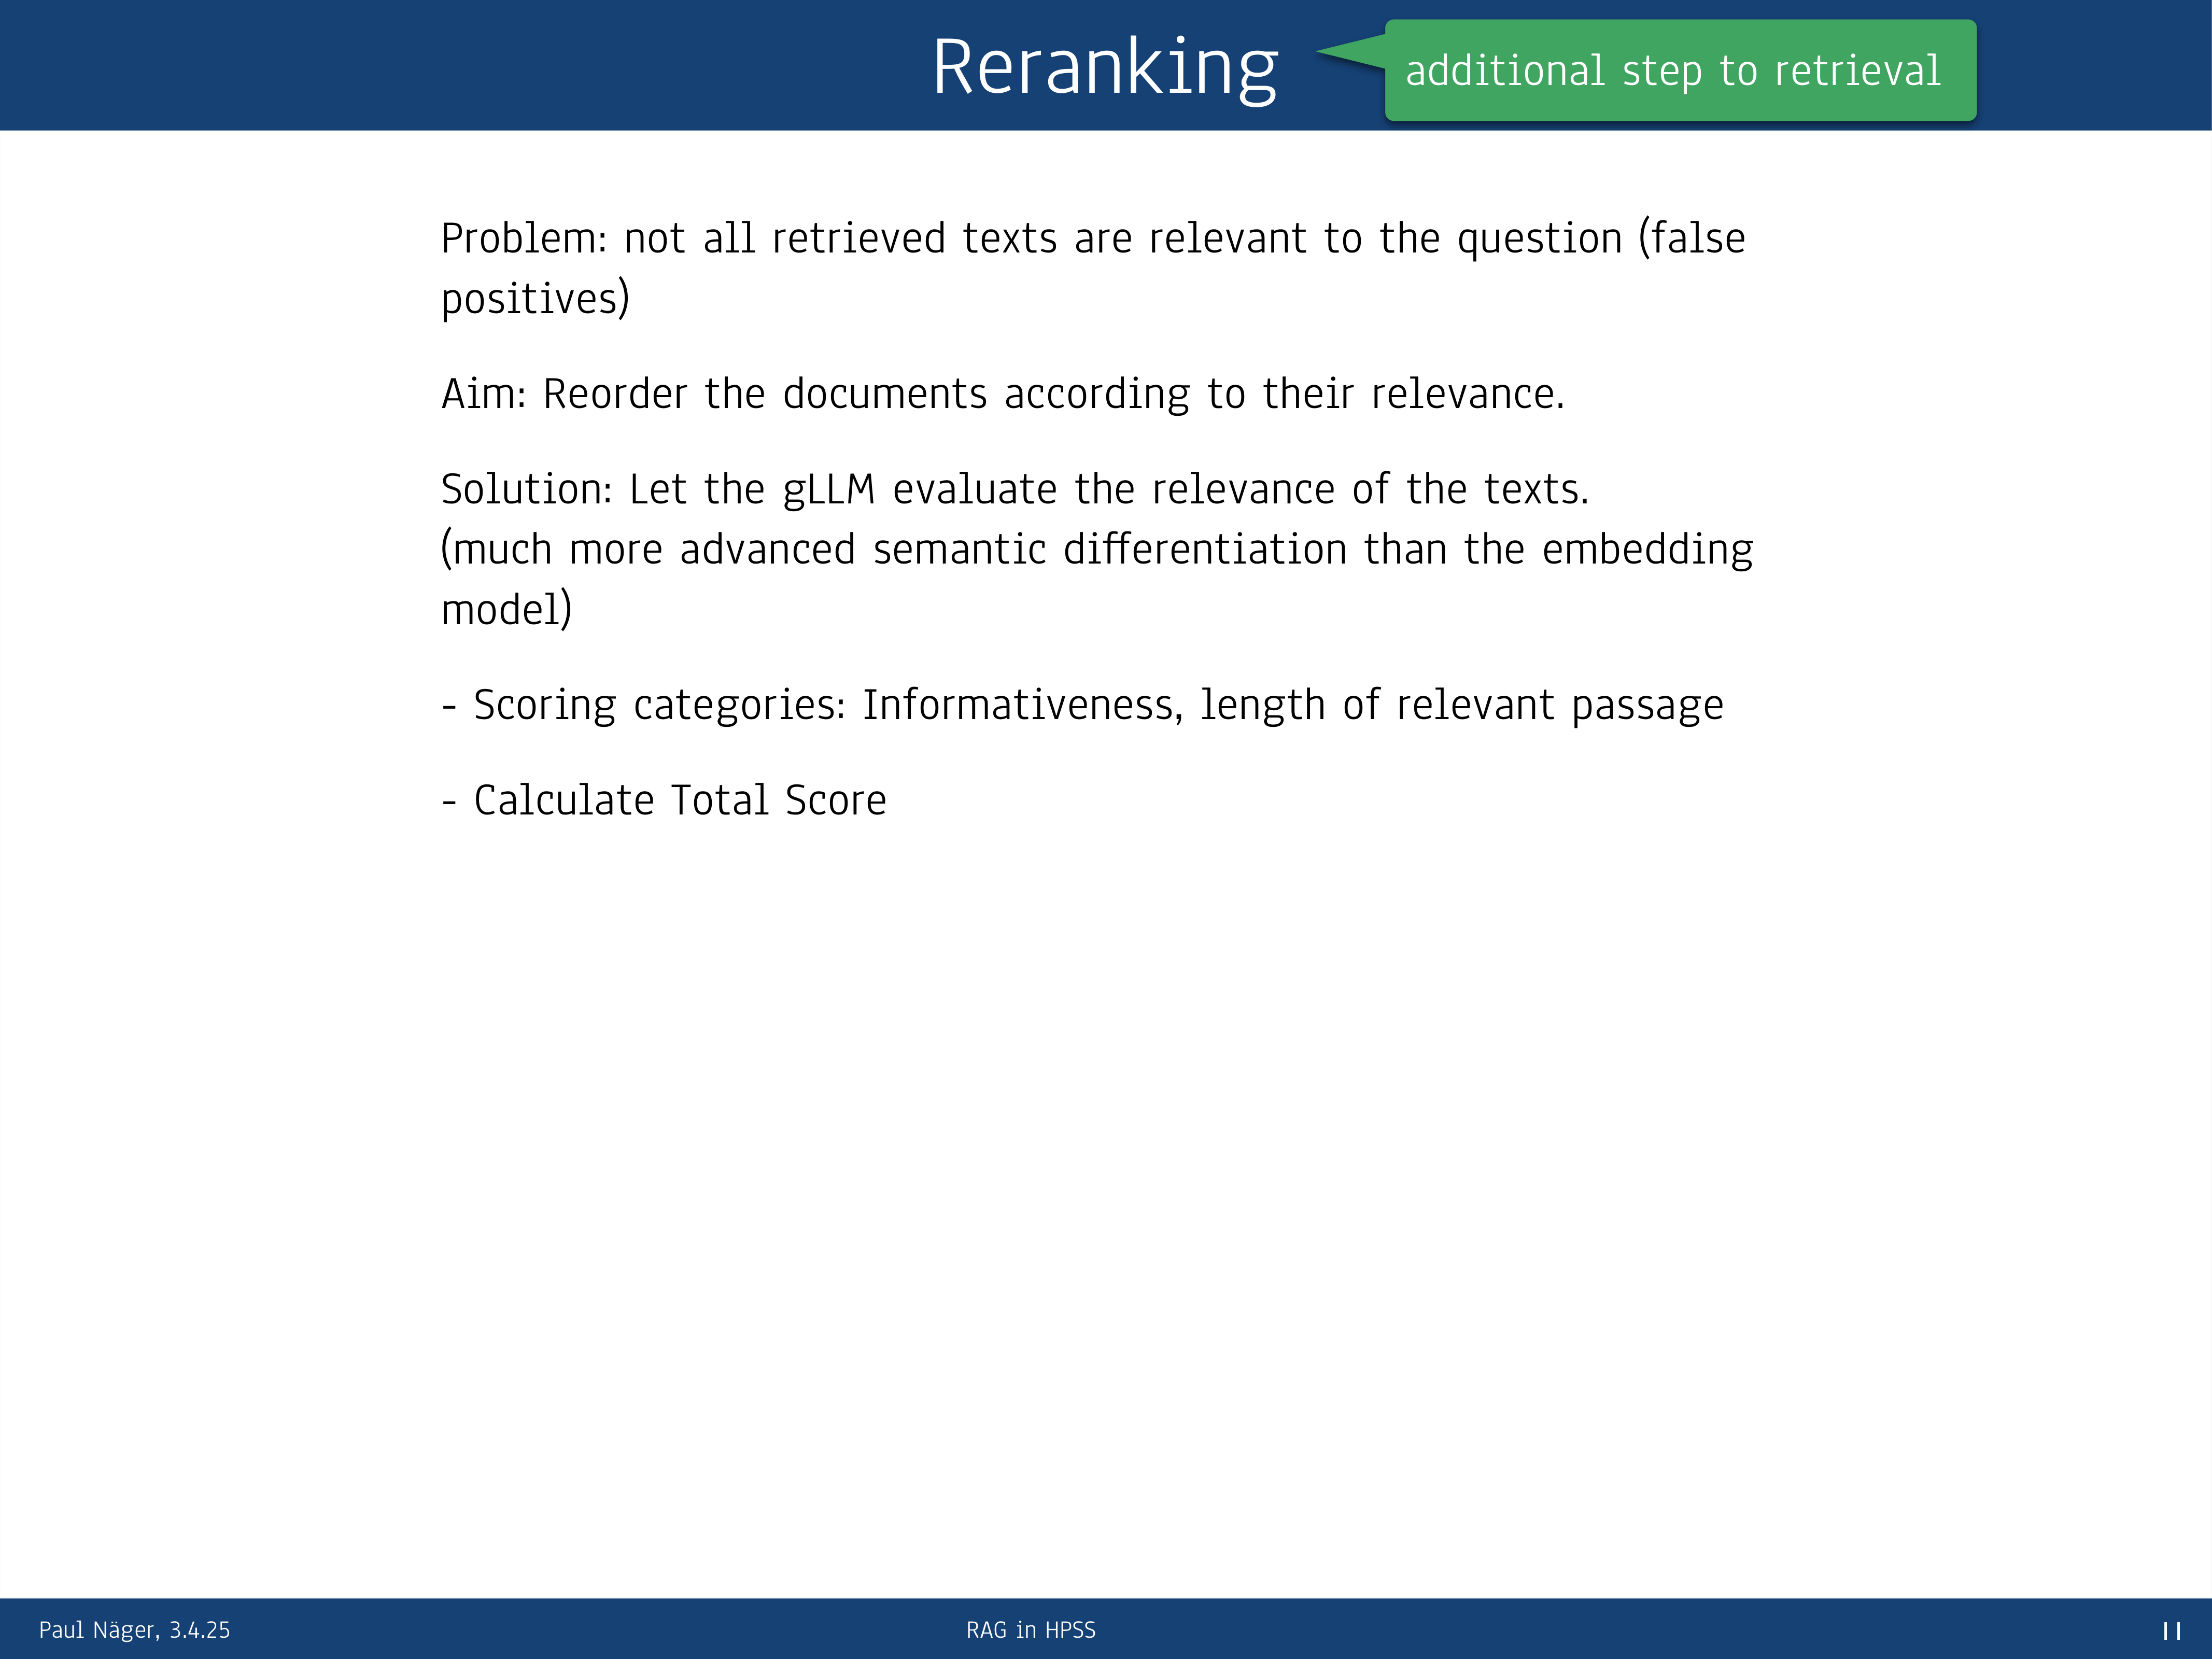 Reranking
additional step to retrieval
Problem: not all retrieved texts are relevant to the question (false
positives)
Aim: Reorder the documents according to their relevance.
Solution: Let the gLLM evaluate the relevance of the texts.
(much more advanced semantic differentiation than the embedding
model)
- Scoring categories: Informativeness, length of relevant passage
- Calculate Total Score
Paul Näger, 3.4.25
RAG in HPSS
11